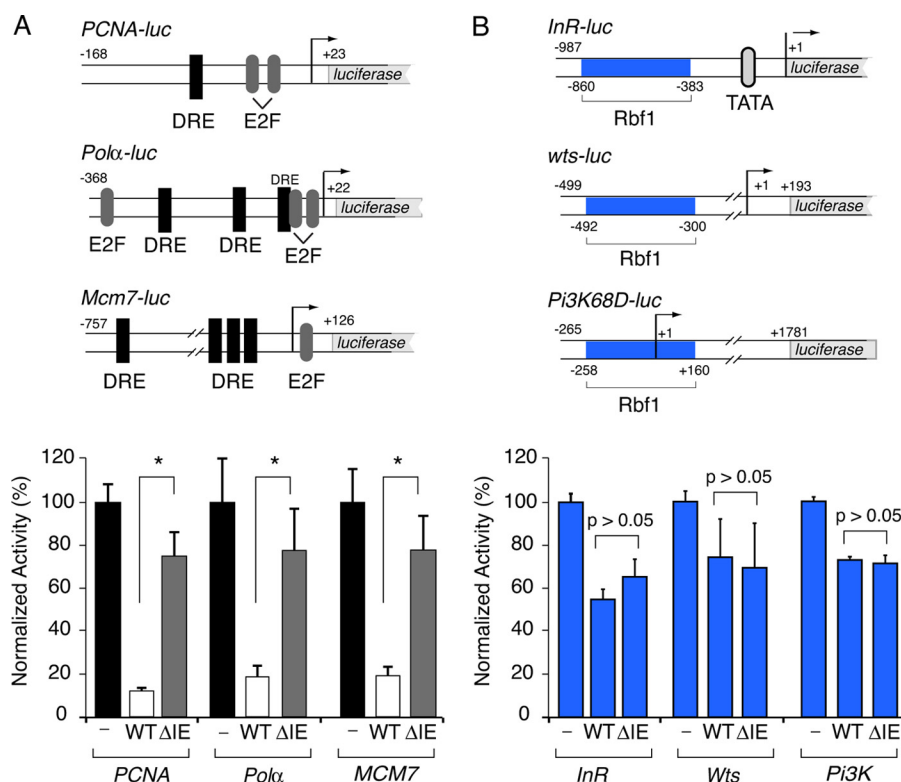 A
PCNA-luc
-168
+23
luciferase
DRE
E2F
Polα-luc
-368
DRE
+22
luciferase
E2F
DRE
DRE
E2F
Mcm7-luc
-757
+126
luciferase
DRE
DRE
E2F
Normalized Activity (%)
120
100
80
60
40
20
0
*
*
*
– WT ΔIE
– WT ΔIE
– WT ΔIE
PCNA
Polα
MCM7
B
InR-luc
-987
+1
luciferase
-860
-383
TATA
Rbf1
wts-luc
-499
+1
+193
luciferase
-492
-300
Rbf1
Pi3K68D-luc
-265
+1
+1781
luciferase
-258
+160
Rbf1
Normalized Activity (%)
120
100
80
60
40
20
0
p > 0.05
p > 0.05
p > 0.05
– WT ΔIE
– WT ΔIE
– WT ΔIE
InR
Wts
Pi3K